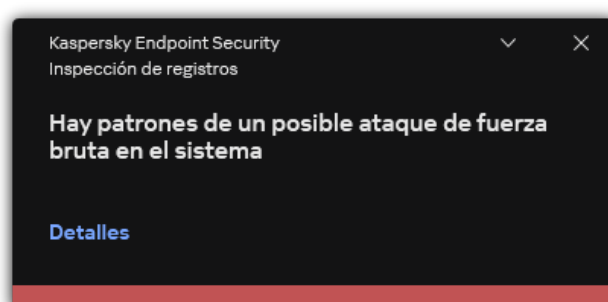 Kaspersky Endpoint Security
Inspección de registros
Hay patrones de un posible ataque de fuerza
bruta en el sistema
Detalles